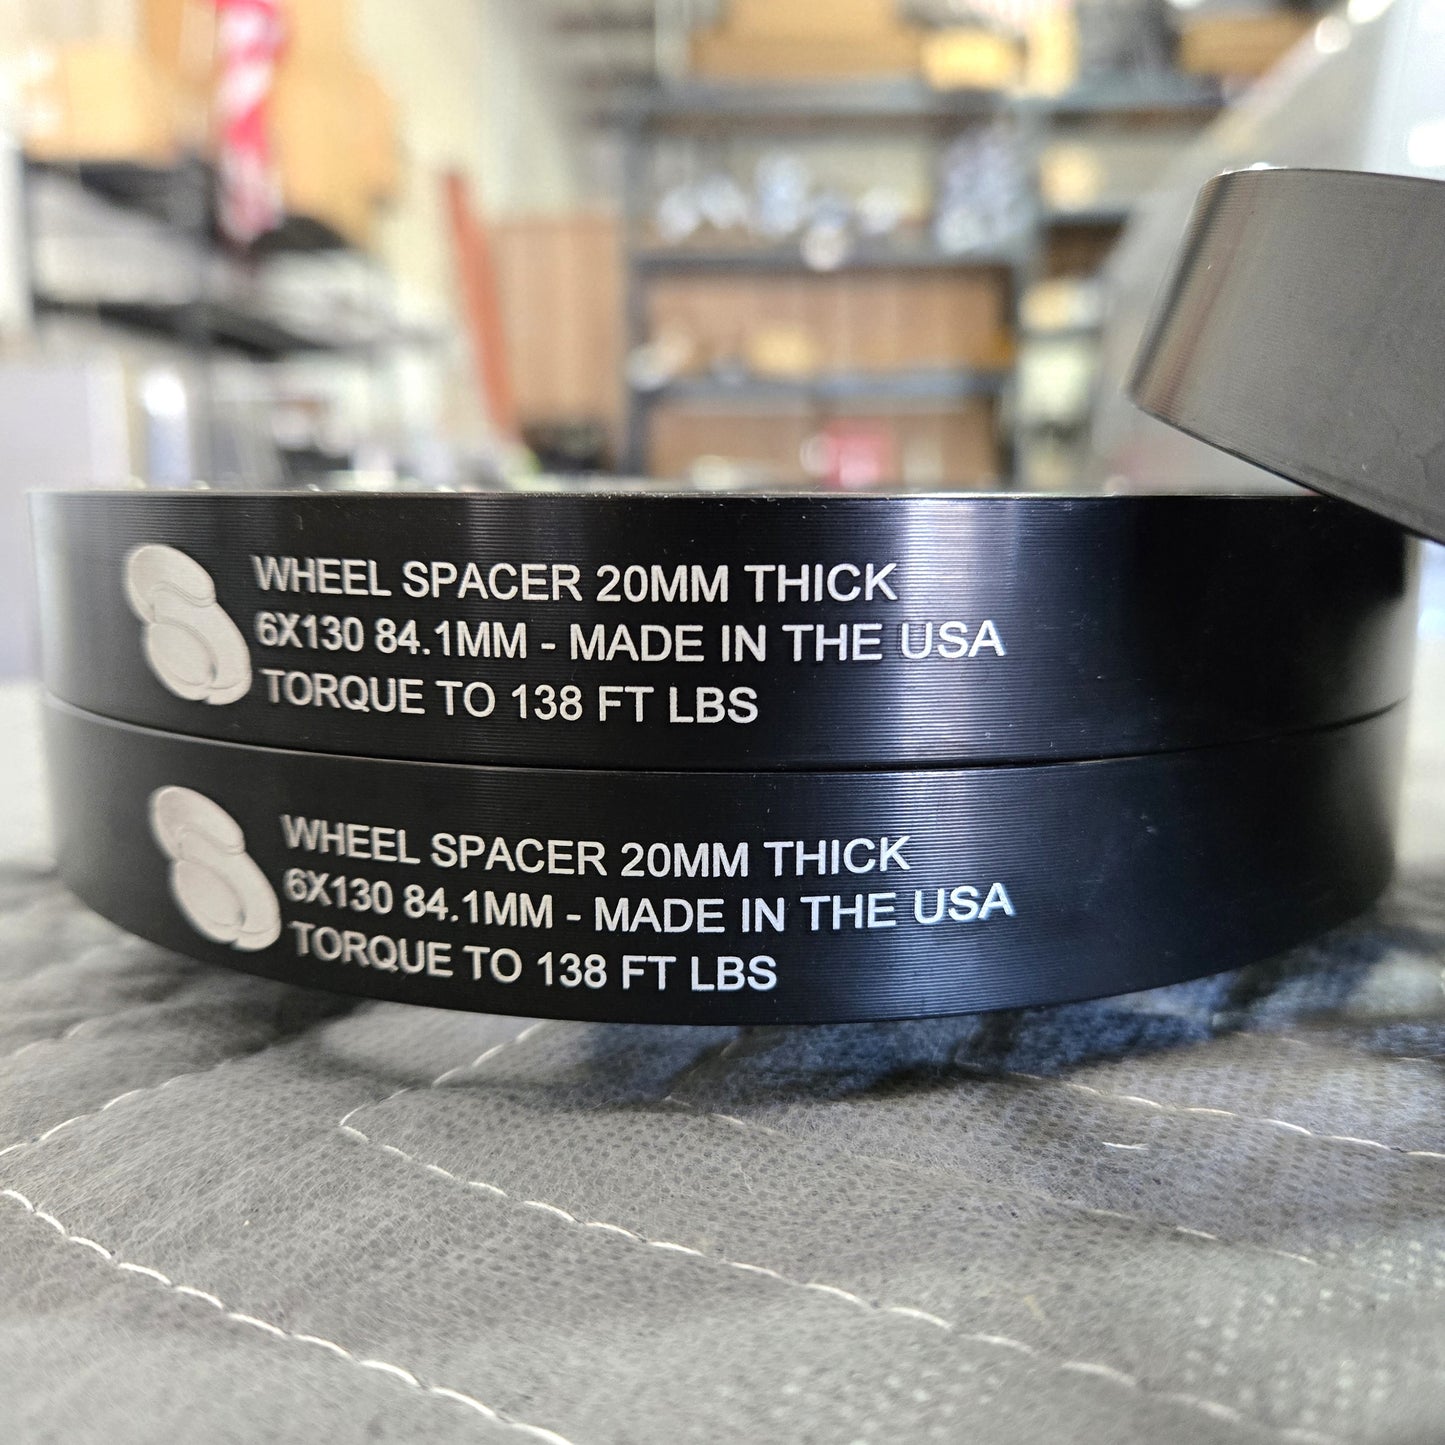 WHEEL SPACER 20MM THICK
6X130 84.1MM - MADE IN THE USA
TORQUE TO 138 FT LBS
WHEEL SPACER 20MM THICK
6X130 84.1MM - MADE IN THE USA
TORQUE TO 138 FT LBS